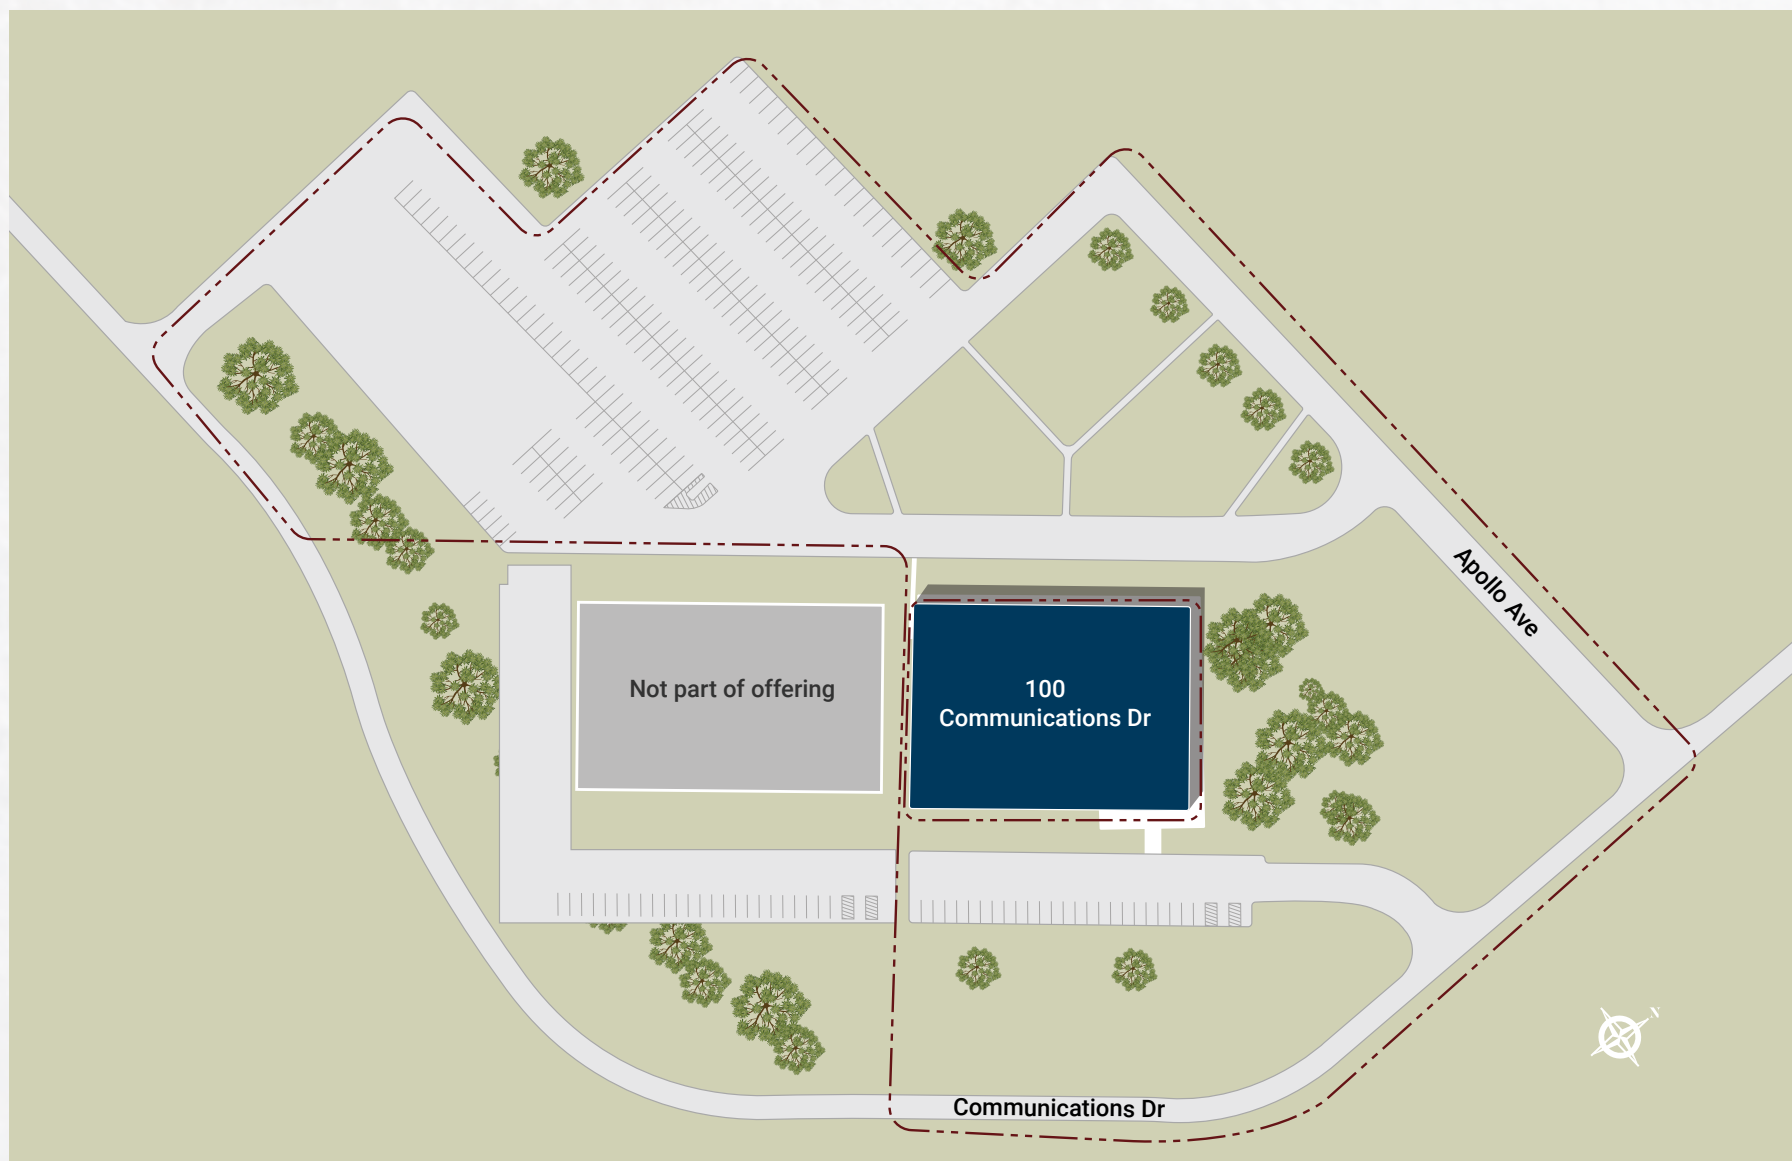 Apollo Ave
Not part of offering
100
Communications Dr
N
Communications Dr